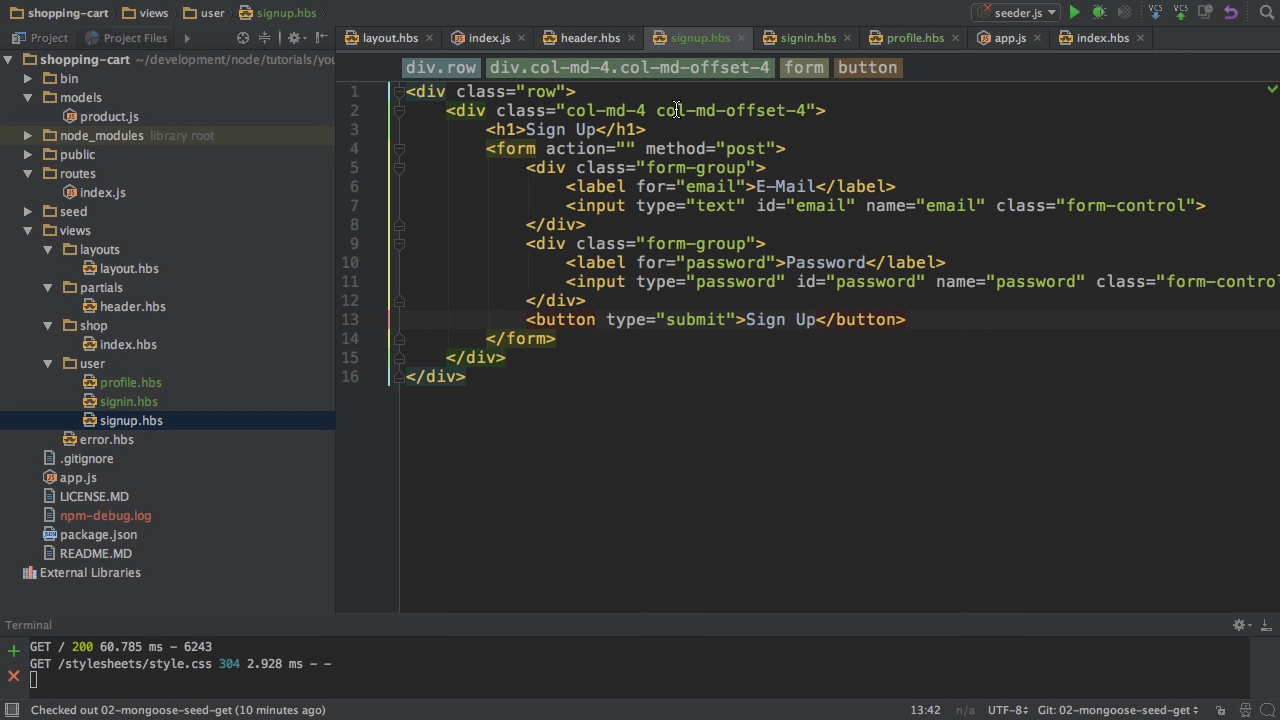 shopping-cart views user signup.hbs seeder.js VCS VCS
Project Project Files layout.hbs index.js header.hbs signup.hbs signin.hbs profile.hbs app.js index.hbs
shopping-cart ~/development/node/tutorials/you
bin
models
product.js
node_modules library root
public
routes
index.js
seed
views
layouts
layout.hbs
partials
header.hbs
shop
index.hbs
user
profile.hbs
signin.hbs
signup.hbs
error.hbs
.gitignore
app.js
LICENSE.MD
npm-debug.log
package.json
README.MD
External Libraries
div.row div.col-md-4.col-md-offset-4 form button
1 <div class="row">
2 <div class="col-md-4 col-md-offset-4">
3 <h1>Sign Up</h1>
4 <form action="" method="post">
5 <div class="form-group">
6 <label for="email">E-Mail</label>
7 <input type="text" id="email" name="email" class="form-control">
8 </div>
9 <div class="form-group">
10 <label for="password">Password</label>
11 <input type="password" id="password" name="password" class="form-contro
12 </div>
13 <button type="submit">Sign Up</button>
14 </form>
15 </div>
16 </div>
Terminal
GET / 200 60.785 ms - 6243
GET /stylesheets/style.css 304 2.928 ms - -
Checked out 02-mongoose-seed-get (10 minutes ago) 13:42 n/a UTF-8 Git: 02-mongoose-seed-get